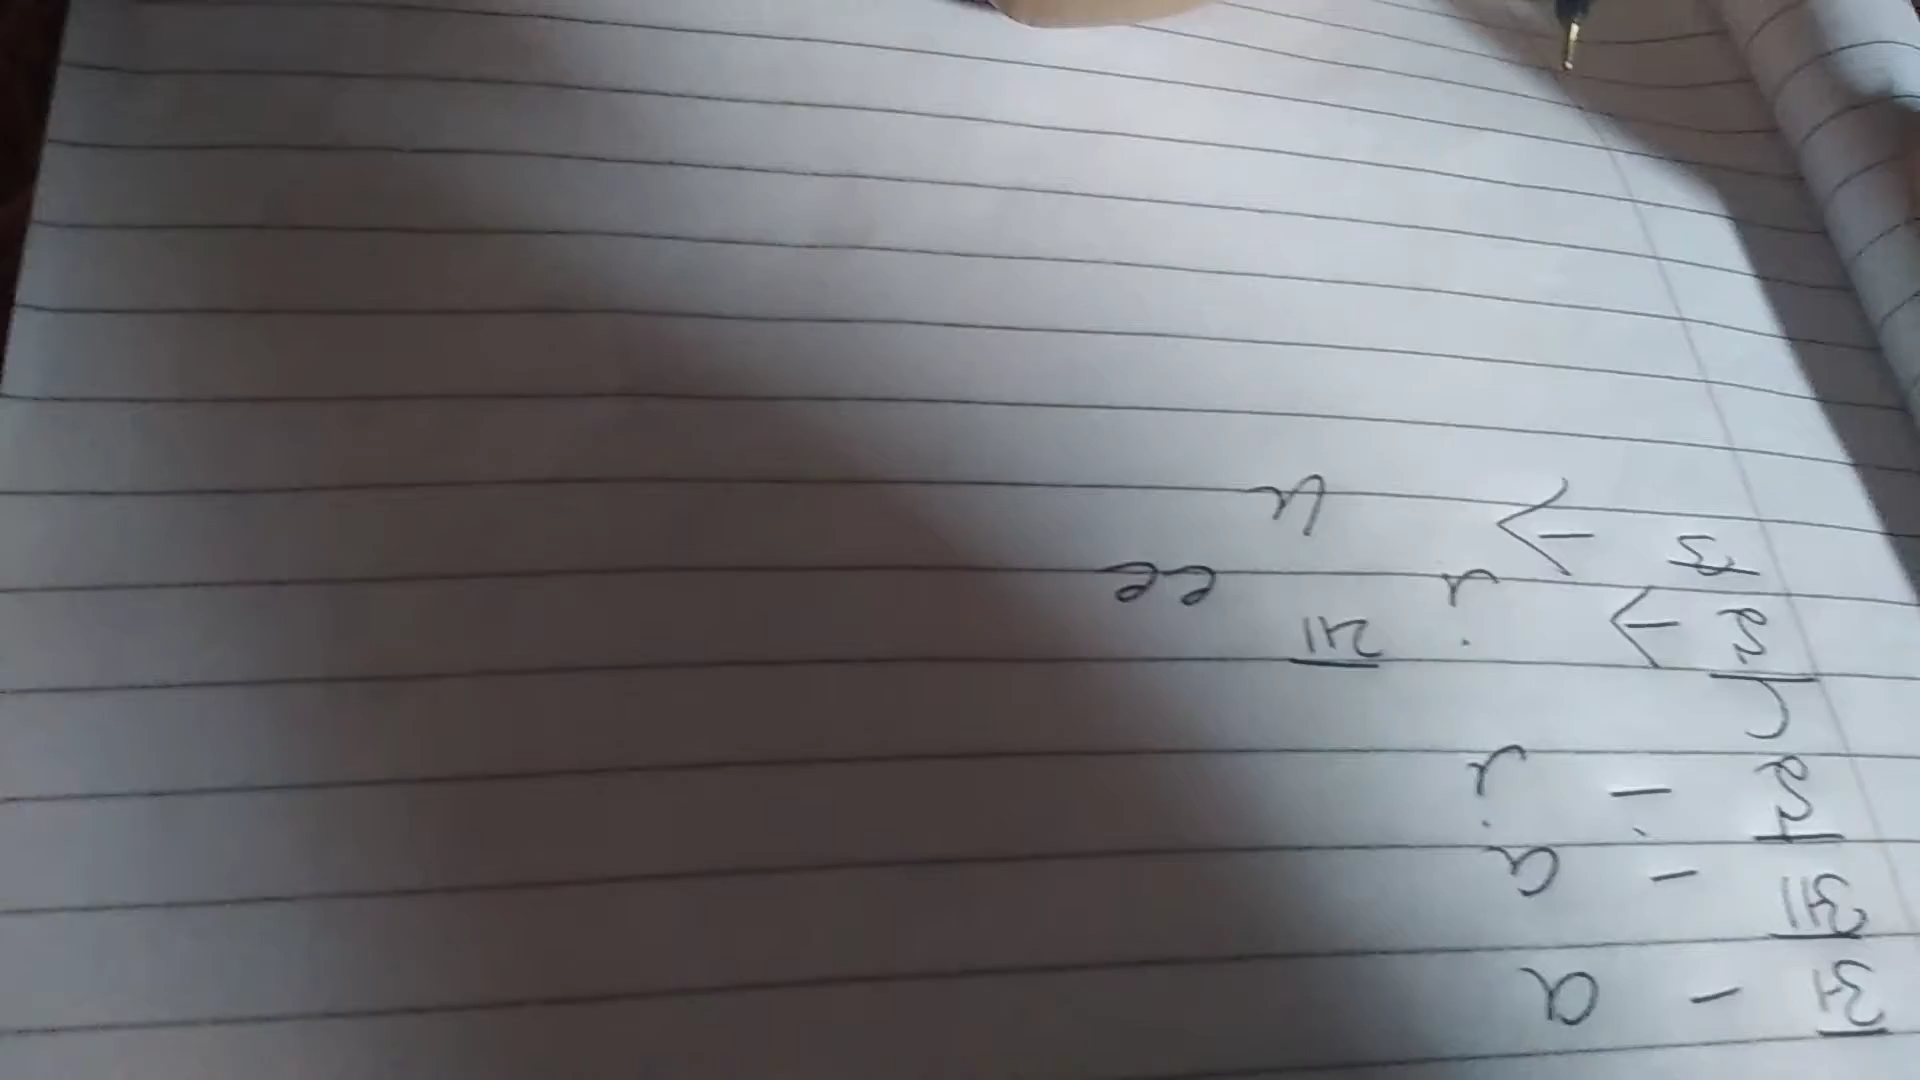 अ - a
आ - a
इ - i
ई → i आ ee
उ → u